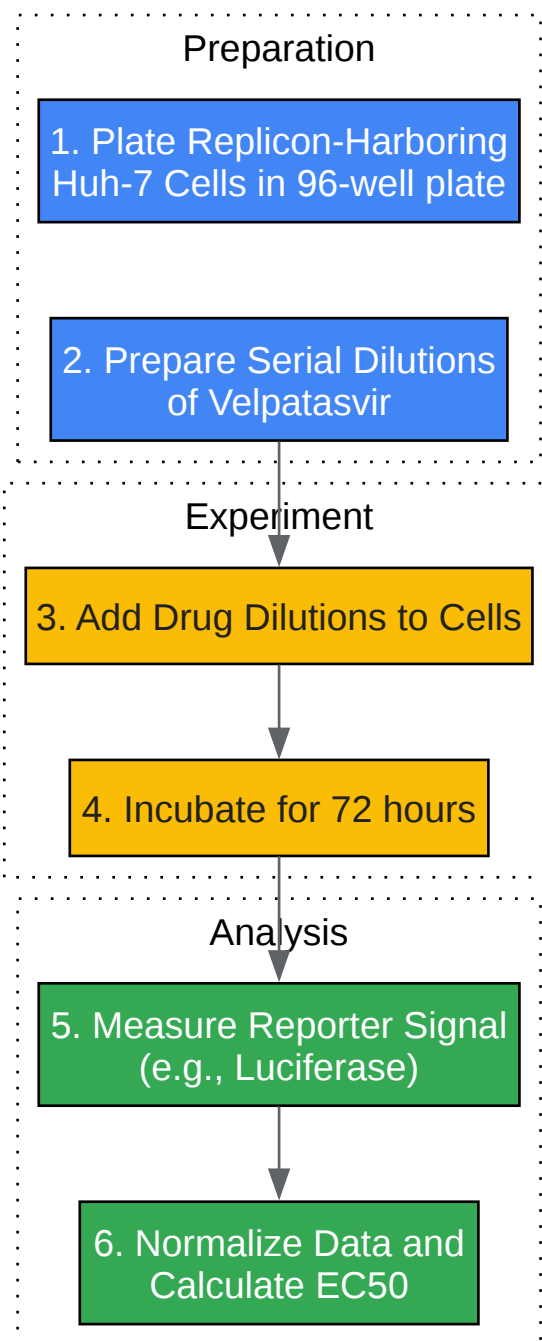 Preparation
1. Plate Replicon-Harboring
Huh-7 Cells in 96-well plate
2. Prepare Serial Dilutions
of Velpatasvir
Experiment
3. Add Drug Dilutions to Cells
4. Incubate for 72 hours
Analysis
5. Measure Reporter Signal
(e.g., Luciferase)
6. Normalize Data and
Calculate EC50